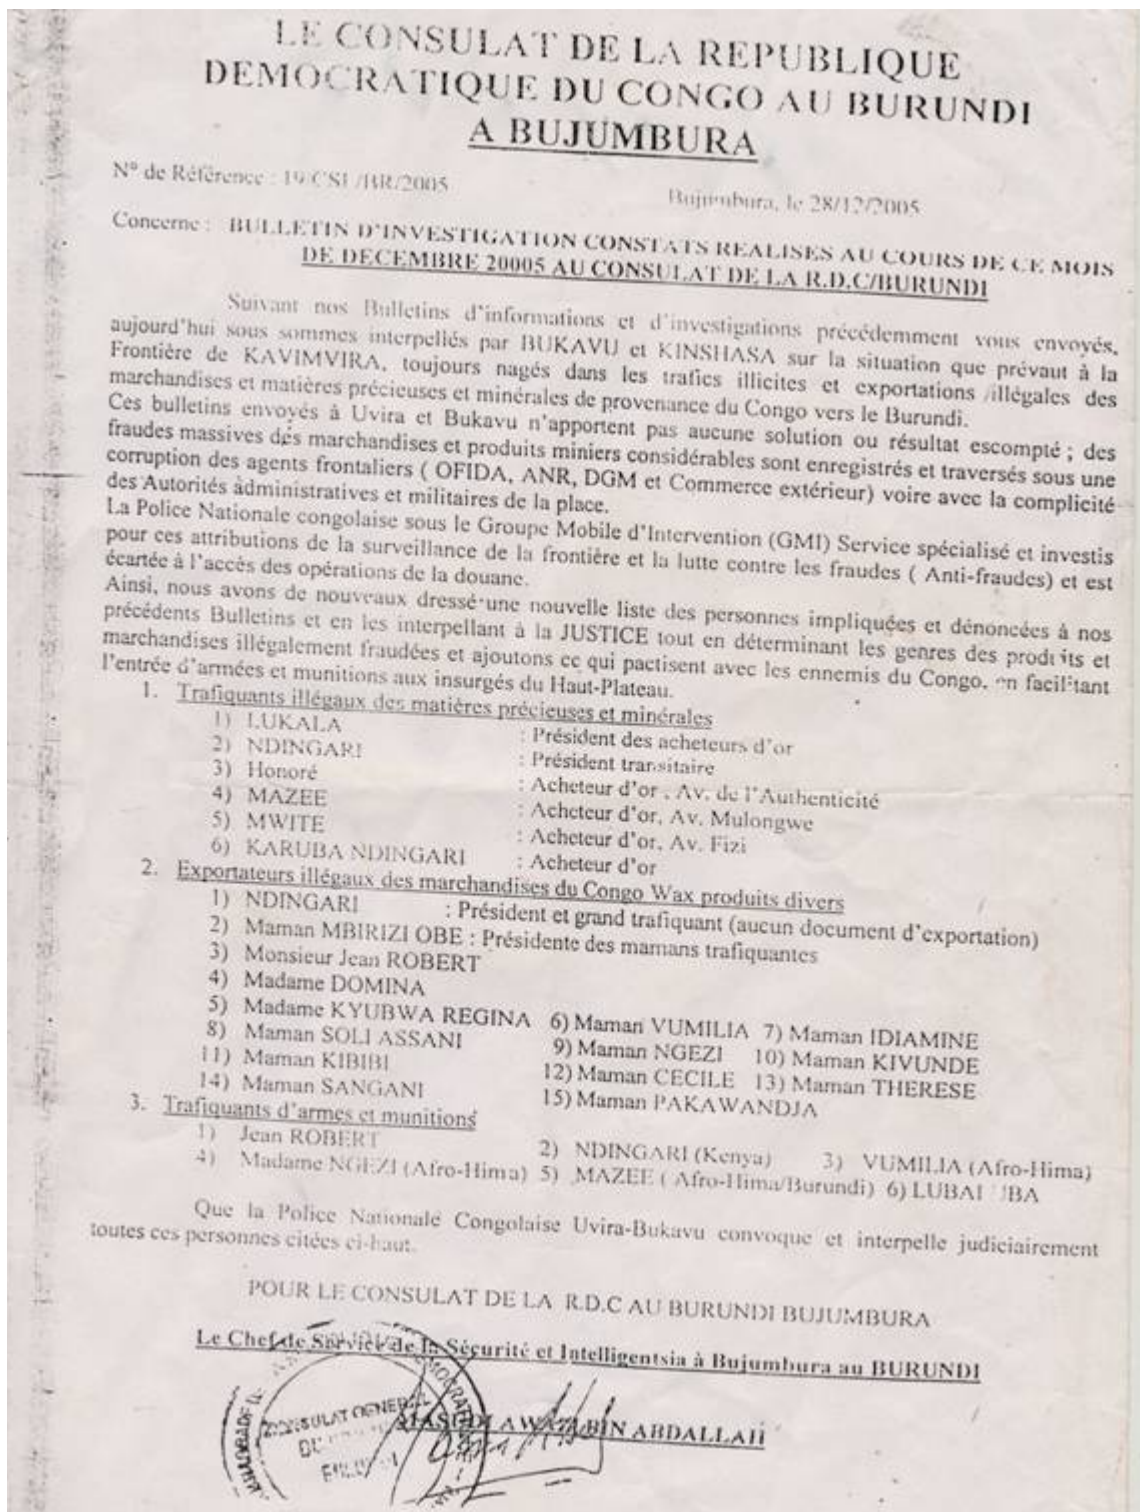 LE CONSULAT DE LA REPUBLIQUE
DEMOCRATIQUE DU CONGO AU BURUNDI
A BUJUMBURA
N° de Référence : 19/CSL/BR/2005
Bujumbura, le 28/12/2005
Concerne : BULLETIN D'INVESTIGATION CONSTATS REALISES AU COURS DE CE MOIS
DE DECEMBRE 20005 AU CONSULAT DE LA R.D.C/BURUNDI
Suivant nos Bulletins d'informations et d'investigations précédemment vous envoyés,
aujourd'hui sous sommes interpellés par BUKAVU et KINSHASA sur la situation que prévaut à la
Frontière de KAVIMVIRA, toujours nagés dans les trafics illicites et exportations illégales des
marchandises et matières précieuses et minérales de provenance du Congo vers le Burundi.
Ces bulletins envoyés à Uvira et Bukavu n'apportent pas aucune solution ou résultat escompté ; des
fraudes massives des marchandises et produits miniers considérables sont enregistrés et traversés sous une
corruption des agents frontaliers ( OFIDA, ANR, DGM et Commerce extérieur) voire avec la complicité
des Autorités administratives et militaires de la place.
La Police Nationale congolaise sous le Groupe Mobile d'Intervention (GMI) Service spécialisé et investis
pour ces attributions de la surveillance de la frontière et la lutte contre les fraudes ( Anti-fraudes) et est
écartée à l'accès des opérations de la douane.
Ainsi, nous avons de nouveaux dressé une nouvelle liste des personnes impliquées et dénoncées à nos
précédents Bulletins et en les interpellant à la JUSTICE tout en déterminant les genres des produits et
marchandises illégalement fraudées et ajoutons ce qui pactisent avec les ennemis du Congo, en facilitant
l'entrée d'armées et munitions aux insurgés du Haut-Plateau.
1. Trafiquants illégaux des matières précieuses et minérales
1) LUKALA : Président des acheteurs d'or
2) NDINGARI : Président transitaire
3) Honoré : Acheteur d'or , Av. de l'Authenticité
4) MAZEE : Acheteur d'or, Av. Mulongwe
5) MWITE : Acheteur d'or, Av. Fizi
6) KARUBA NDINGARI : Acheteur d'or
2. Exportateurs illégaux des marchandises du Congo Wax produits divers
1) NDINGARI : Président et grand trafiquant (aucun document d'exportation)
2) Maman MBIRIZI OBE : Présidente des mamans trafiquantes
3) Monsieur Jean ROBERT
4) Madame DOMINA
5) Madame KYUBWA REGINA 6) Maman VUMILIA 7) Maman IDIAMINE
8) Maman SOLI ASSANI 9) Maman NGEZI 10) Maman KIVUNDE
11) Maman KIBIBI 12) Maman CECILE 13) Maman THERESE
14) Maman SANGANI 15) Maman PAKAWANDJA
3. Trafiquants d'armes et munitions
1) Jean ROBERT 2) NDINGARI (Kenya) 3) VUMILIA (Afro-Hima)
4) Madame NGEZI (Afro-Hima) 5) MAZEE ( Afro-Hima/Burundi) 6)
Que la Police Nationale Congolaise Uvira-Bukavu convoque et interpelle judiciairement
toutes ces personnes citées ci-haut.
POUR LE CONSULAT DE LA R.D.C AU BURUNDI BUJUMBURA
Le Chef de Service de la Sécurité et Intelligentsia à Bujumbura au BURUNDI
CONSULAT GENERAL
BIN ABDALLAH